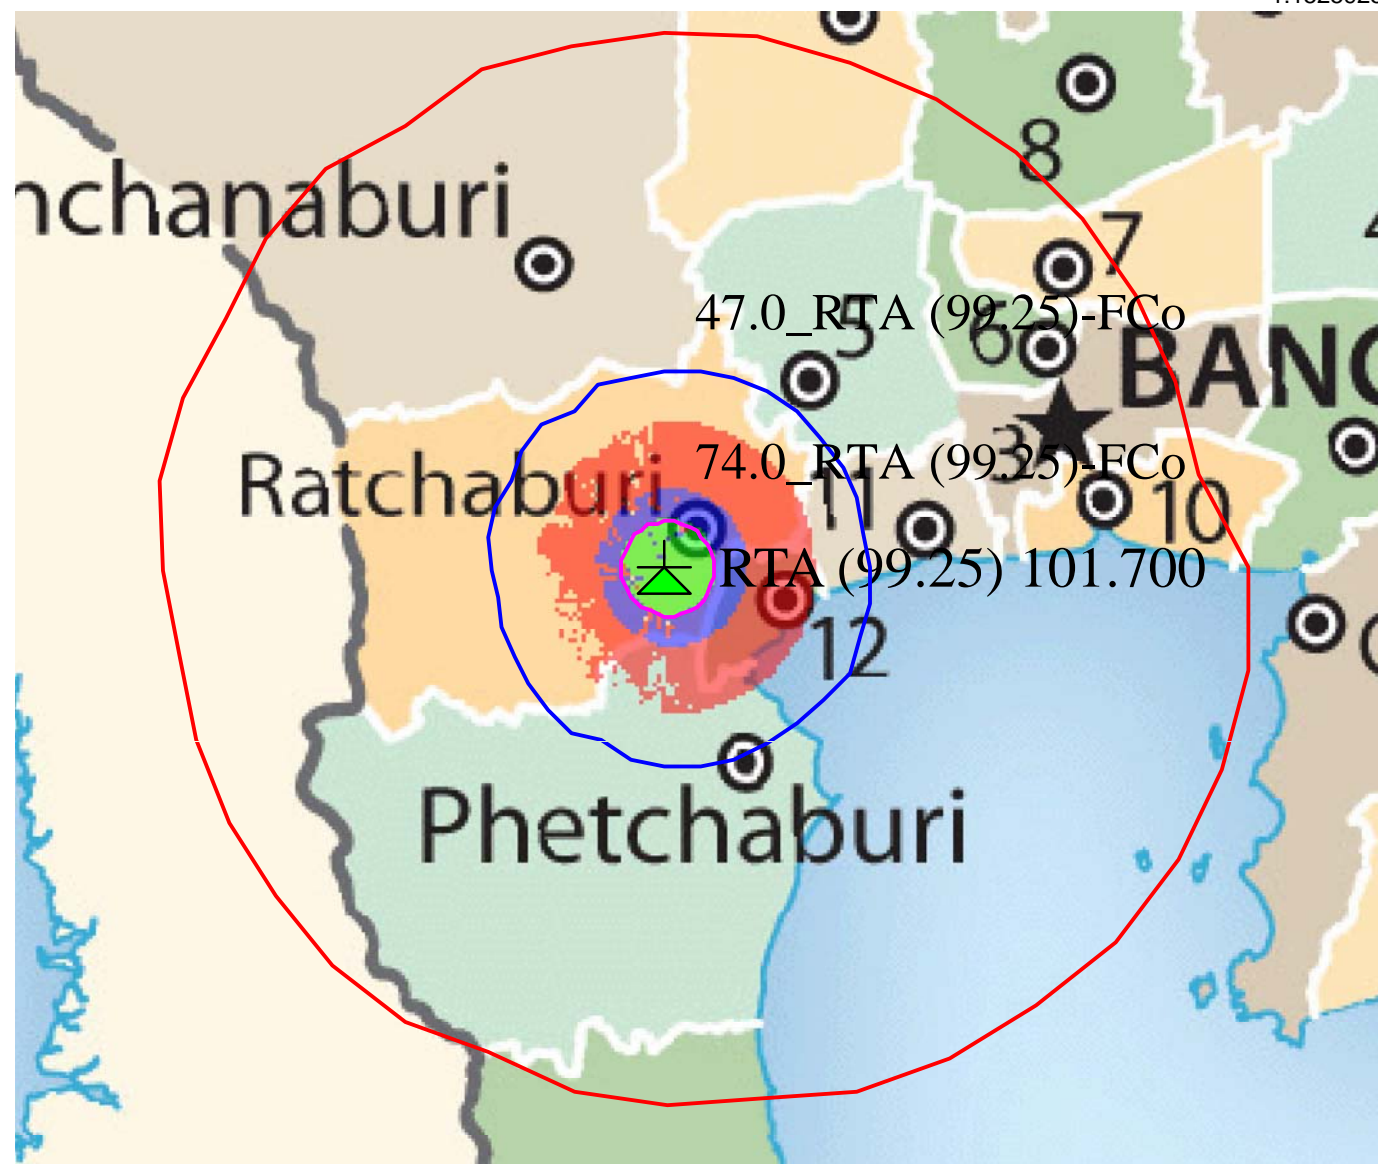 8
nchanaburi
7
4
47.0_RTA (99.25)-FCo
5
6
BANG
Ratchaburi
74.0_RTA (99.25)-FCo
3
11
10
RTA (99.25) 101.700
12
Phetchaburi